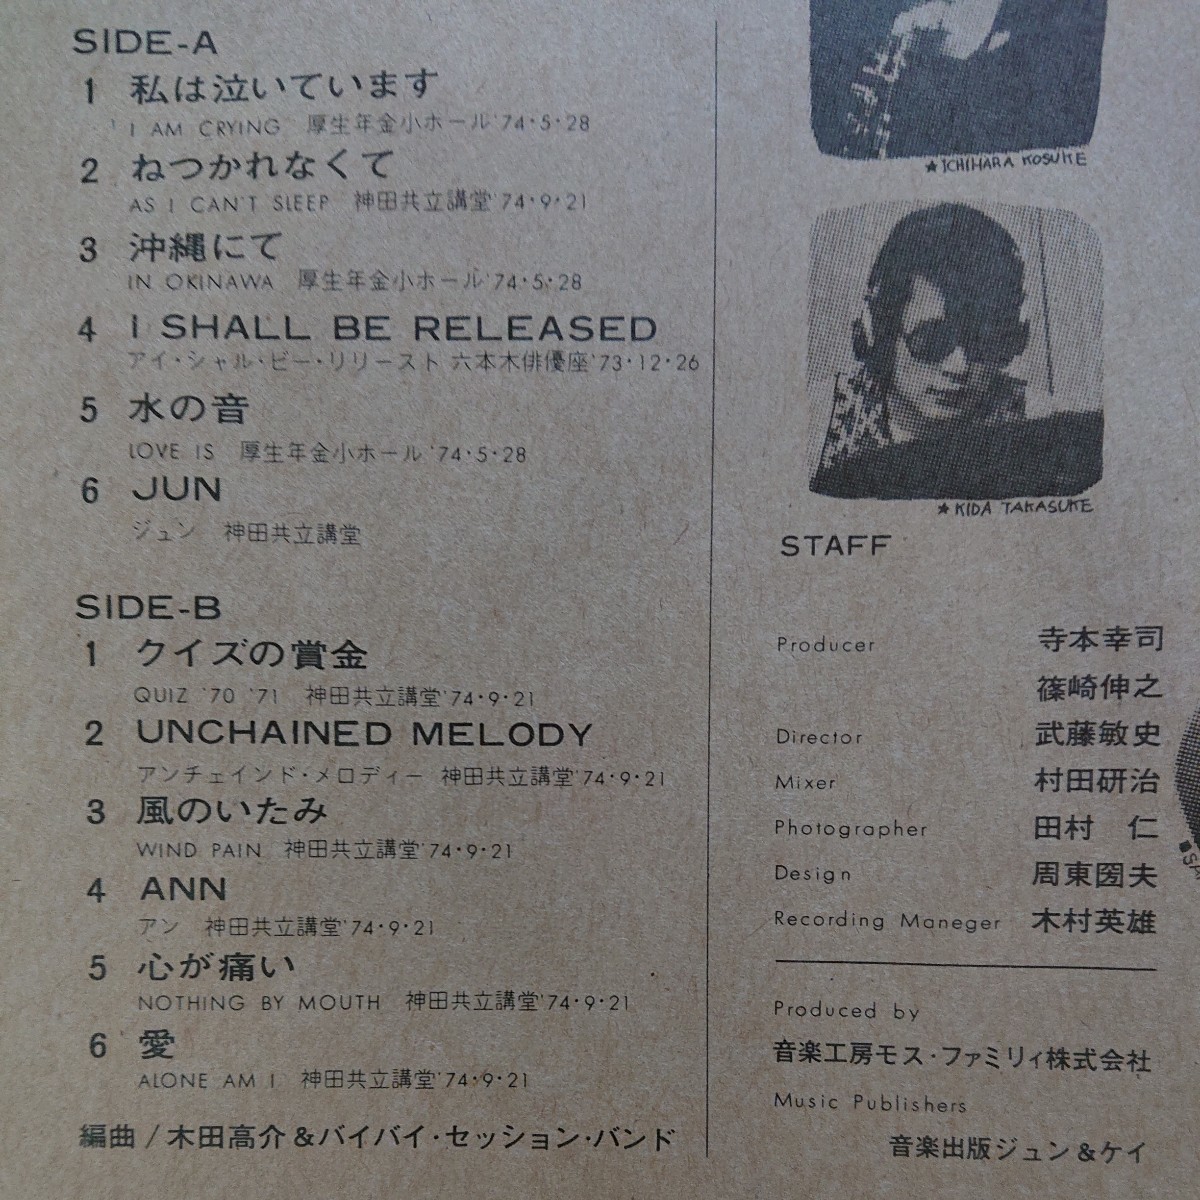 SIDE-A
1 私は泣いています
I AM CRYING 厚生年金小ホール'74・5・28
2 ねつかれなくて
AS I CAN'T SLEEP 神田共立講堂'74・9・21
3 沖縄にて
IN OKINAWA 厚生年金小ホール'74・5・28
4 I SHALL BE RELEASED
アイ・シャル・ビー・リリースト 六本木俳優座'73・12・26
5 水の音
LOVE IS 厚生年金小ホール'74・5・28
6 JUN
ジュン 神田共立講堂
SIDE-B
1 クイズの賞金
QUIZ '70 '71 神田共立講堂'74・9・21
2 UNCHAINED MELODY
アンチェインド・メロディー 神田共立講堂'74・9・21
3 風のいたみ
WIND PAIN 神田共立講堂'74・9・21
4 ANN
アン 神田共立講堂'74・9・21
5 心が痛い
NOTHING BY MOUTH 神田共立講堂'74・9・21
6 愛
ALONE AM I 神田共立講堂'74・9・21
編曲/木田高介&バイバイ・セッション・バンド
★ICHIHARA KOSUKE
★KIDA TAKASUKE
STAFF
Producer 寺本幸司
篠崎伸之
Director 武藤敏史
Mixer 村田研治
Photographer 田村 仁
Design 周東圀夫
Recording Maneger 木村英雄
Produced by
音楽工房モス・ファミリィ株式会社
Music Publishers
音楽出版ジュン&ケイ